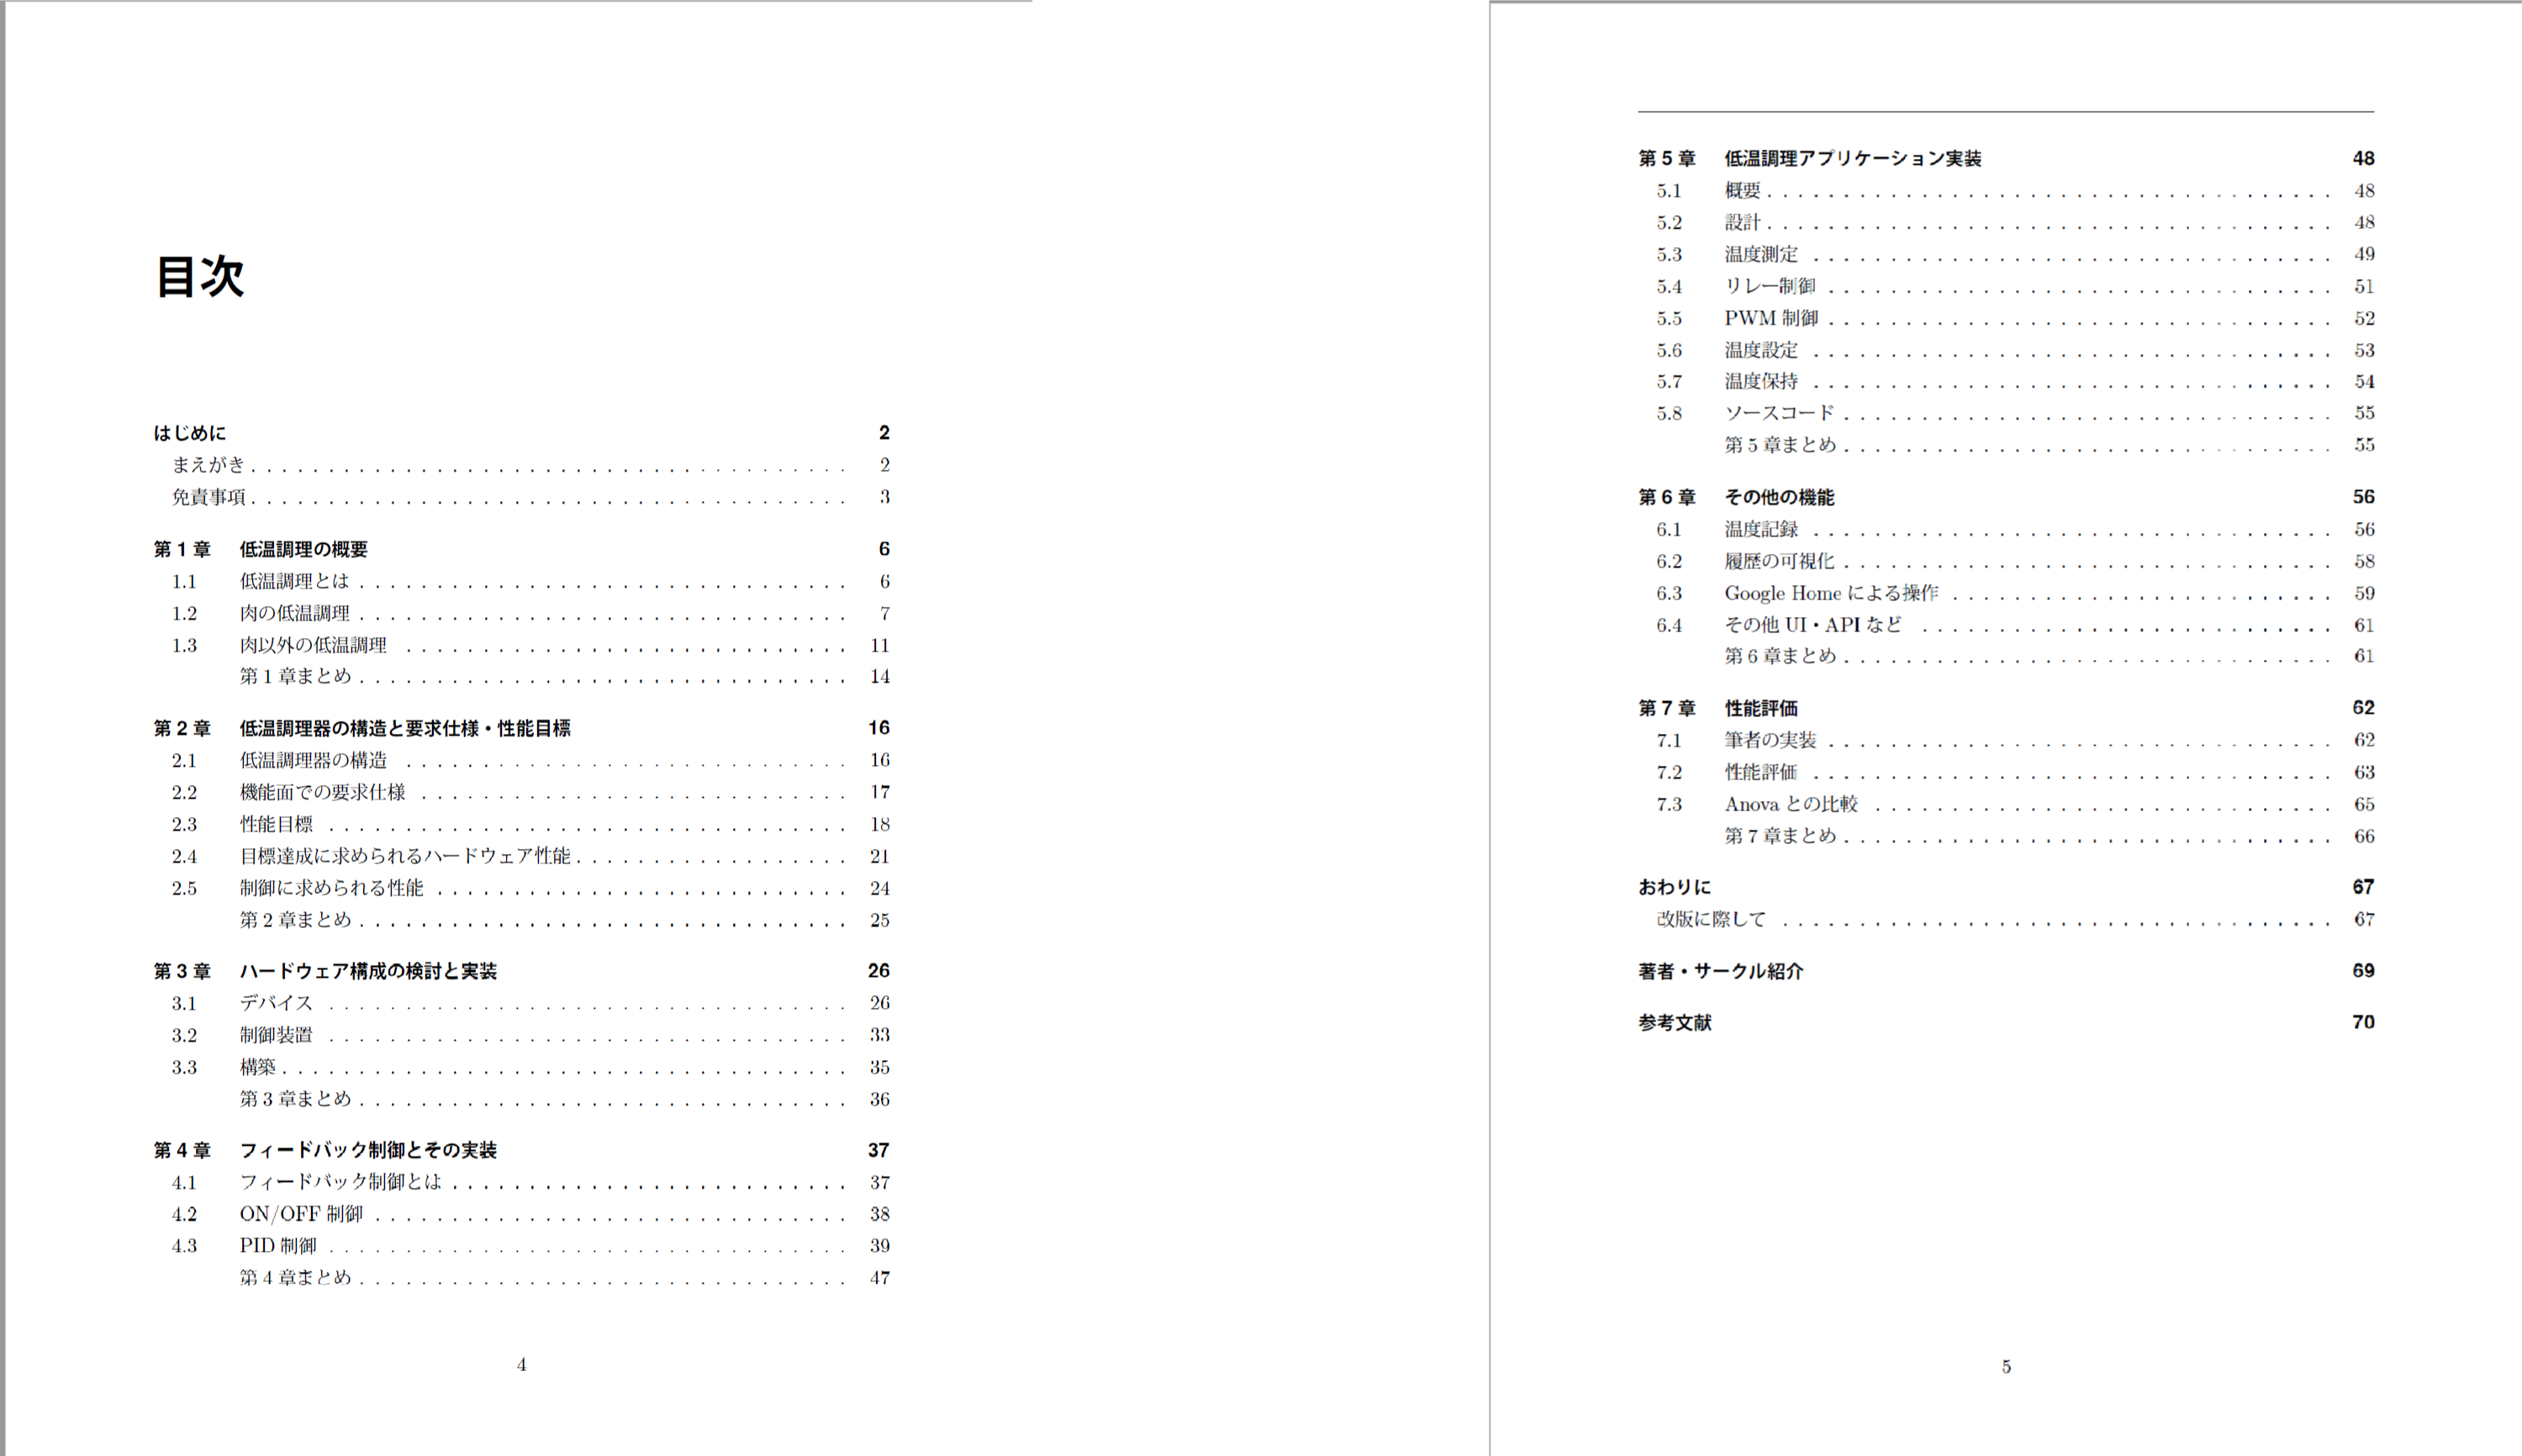 目次
はじめに 2
まえがき . . . . . . . . . . . . . . . . . . . . . . . . . . . . . . . . . . . . . . . 2
免責事項 . . . . . . . . . . . . . . . . . . . . . . . . . . . . . . . . . . . . . . . 3
第 1 章 低温調理の概要 6
1.1 低温調理とは . . . . . . . . . . . . . . . . . . . . . . . . . . . . . . . . 6
1.2 肉の低温調理 . . . . . . . . . . . . . . . . . . . . . . . . . . . . . . . . 7
1.3 肉以外の低温調理 . . . . . . . . . . . . . . . . . . . . . . . . . . . . . 11
第 1 章まとめ . . . . . . . . . . . . . . . . . . . . . . . . . . . . . . . . 14
第 2 章 低温調理器の構造と要求仕様・性能目標 16
2.1 低温調理器の構造 . . . . . . . . . . . . . . . . . . . . . . . . . . . . . 16
2.2 機能面での要求仕様 . . . . . . . . . . . . . . . . . . . . . . . . . . . . 17
2.3 性能目標 . . . . . . . . . . . . . . . . . . . . . . . . . . . . . . . . . . 18
2.4 目標達成に求められるハードウェア性能 . . . . . . . . . . . . . . . . . . 21
2.5 制御に求められる性能 . . . . . . . . . . . . . . . . . . . . . . . . . . . 24
第 2 章まとめ . . . . . . . . . . . . . . . . . . . . . . . . . . . . . . . . 25
第 3 章 ハードウェア構成の検討と実装 26
3.1 デバイス . . . . . . . . . . . . . . . . . . . . . . . . . . . . . . . . . . 26
3.2 制御装置 . . . . . . . . . . . . . . . . . . . . . . . . . . . . . . . . . . 33
3.3 構築 . . . . . . . . . . . . . . . . . . . . . . . . . . . . . . . . . . . . . 35
第 3 章まとめ . . . . . . . . . . . . . . . . . . . . . . . . . . . . . . . . 36
第 4 章 フィードバック制御とその実装 37
4.1 フィードバック制御とは . . . . . . . . . . . . . . . . . . . . . . . . . . 37
4.2 ON/OFF 制御 . . . . . . . . . . . . . . . . . . . . . . . . . . . . . . . 38
4.3 PID 制御 . . . . . . . . . . . . . . . . . . . . . . . . . . . . . . . . . . 39
第 4 章まとめ . . . . . . . . . . . . . . . . . . . . . . . . . . . . . . . . 47
4
第 5 章 低温調理アプリケーション実装 48
5.1 概要 . . . . . . . . . . . . . . . . . . . . . . . . . . . . . . . . . . . . . 48
5.2 設計 . . . . . . . . . . . . . . . . . . . . . . . . . . . . . . . . . . . . . 48
5.3 温度測定 . . . . . . . . . . . . . . . . . . . . . . . . . . . . . . . . . . 49
5.4 リレー制御 . . . . . . . . . . . . . . . . . . . . . . . . . . . . . . . . . 51
5.5 PWM 制御 . . . . . . . . . . . . . . . . . . . . . . . . . . . . . . . . . 52
5.6 温度設定 . . . . . . . . . . . . . . . . . . . . . . . . . . . . . . . . . . 53
5.7 温度保持 . . . . . . . . . . . . . . . . . . . . . . . . . . . . . . . . . . 54
5.8 ソースコード . . . . . . . . . . . . . . . . . . . . . . . . . . . . . . . . 55
第 5 章まとめ . . . . . . . . . . . . . . . . . . . . . . . . . . . . . . . . 55
第 6 章 その他の機能 56
6.1 温度記録 . . . . . . . . . . . . . . . . . . . . . . . . . . . . . . . . . . 56
6.2 履歴の可視化 . . . . . . . . . . . . . . . . . . . . . . . . . . . . . . . . 58
6.3 Google Home による操作 . . . . . . . . . . . . . . . . . . . . . . . . . 59
6.4 その他 UI・API など . . . . . . . . . . . . . . . . . . . . . . . . . . . 61
第 6 章まとめ . . . . . . . . . . . . . . . . . . . . . . . . . . . . . . . . 61
第 7 章 性能評価 62
7.1 筆者の実装 . . . . . . . . . . . . . . . . . . . . . . . . . . . . . . . . . 62
7.2 性能評価 . . . . . . . . . . . . . . . . . . . . . . . . . . . . . . . . . . 63
7.3 Anova との比較 . . . . . . . . . . . . . . . . . . . . . . . . . . . . . . 65
第 7 章まとめ . . . . . . . . . . . . . . . . . . . . . . . . . . . . . . . . 66
おわりに 67
改版に際して . . . . . . . . . . . . . . . . . . . . . . . . . . . . . . . . . . . . 67
著者・サークル紹介 69
参考文献 70
5